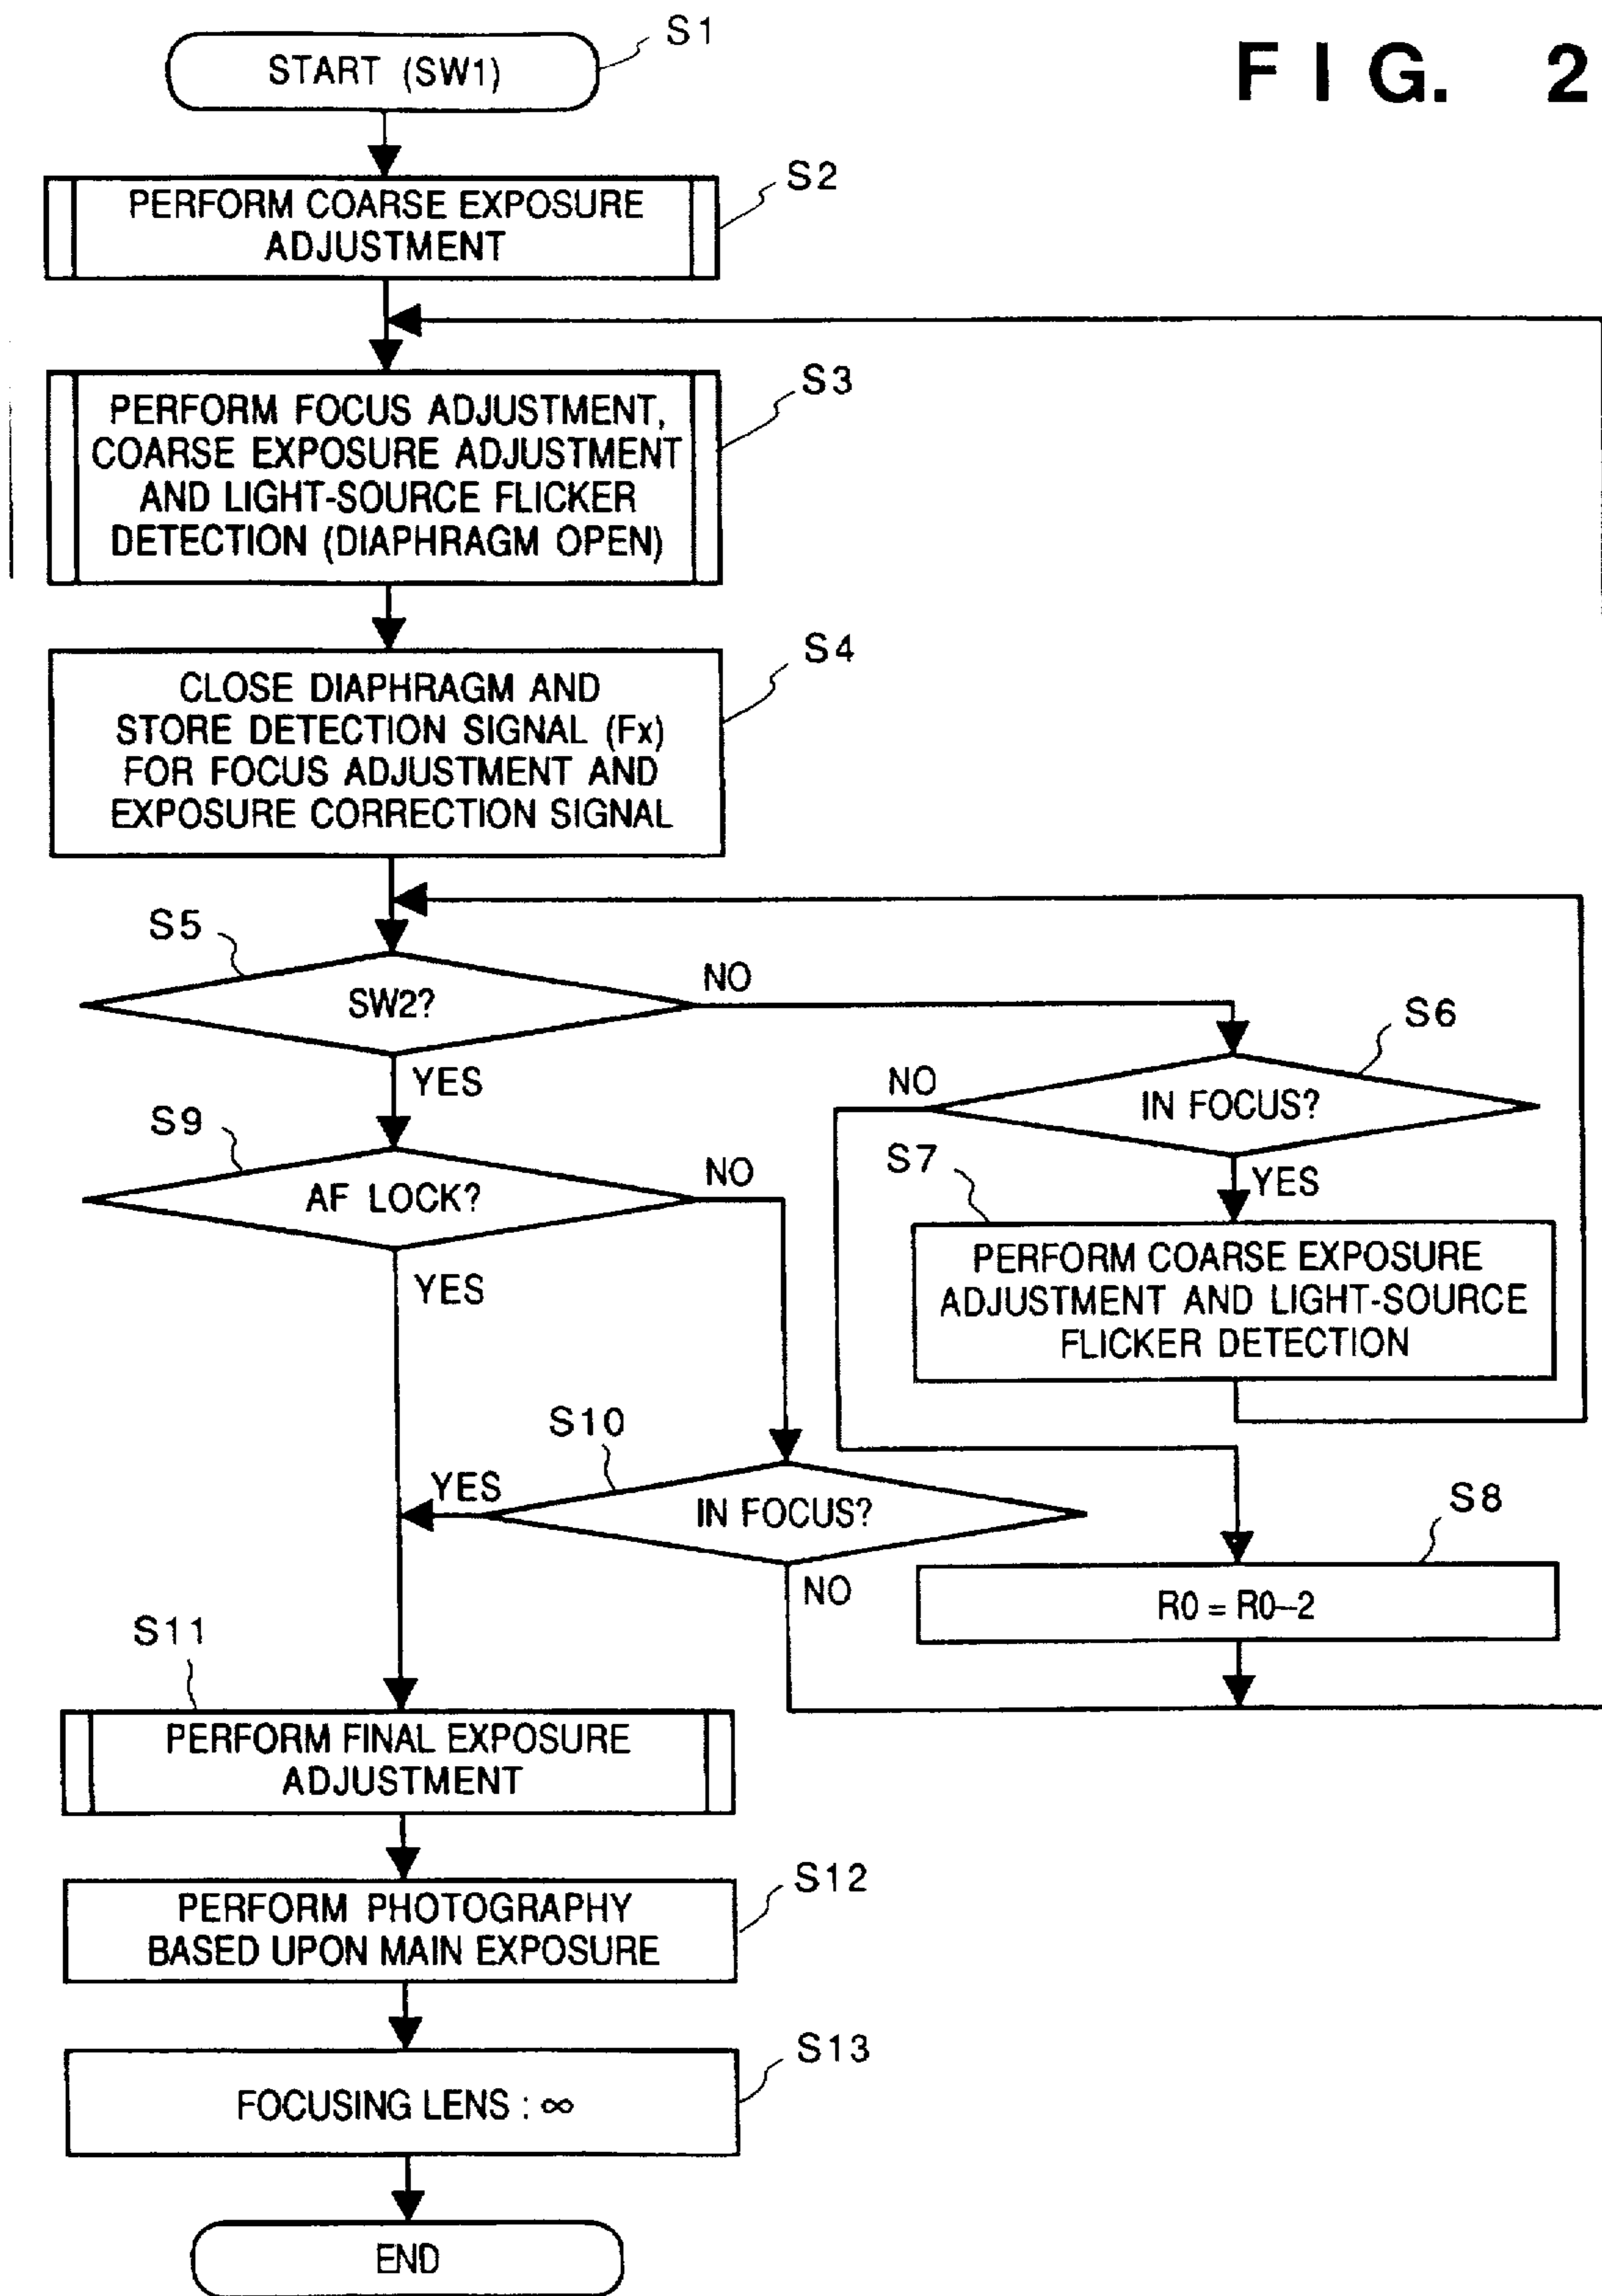 FIG. 2
S1
START (SW1)
S2
PERFORM COARSE EXPOSURE
ADJUSTMENT
S3
PERFORM FOCUS ADJUSTMENT,
COARSE EXPOSURE ADJUSTMENT
AND LIGHT-SOURCE FLICKER
DETECTION (DIAPHRAGM OPEN)
S4
CLOSE DIAPHRAGM AND
STORE DETECTION SIGNAL (Fx)
FOR FOCUS ADJUSTMENT AND
EXPOSURE CORRECTION SIGNAL
S5
SW2?
NO
YES
S6
IN FOCUS?
NO
YES
S7
PERFORM COARSE EXPOSURE
ADJUSTMENT AND LIGHT-SOURCE
FLICKER DETECTION
S8
R0 = R0–2
S9
AF LOCK?
NO
YES
S10
IN FOCUS?
YES
NO
S11
PERFORM FINAL EXPOSURE
ADJUSTMENT
S12
PERFORM PHOTOGRAPHY
BASED UPON MAIN EXPOSURE
S13
FOCUSING LENS : ∞
END